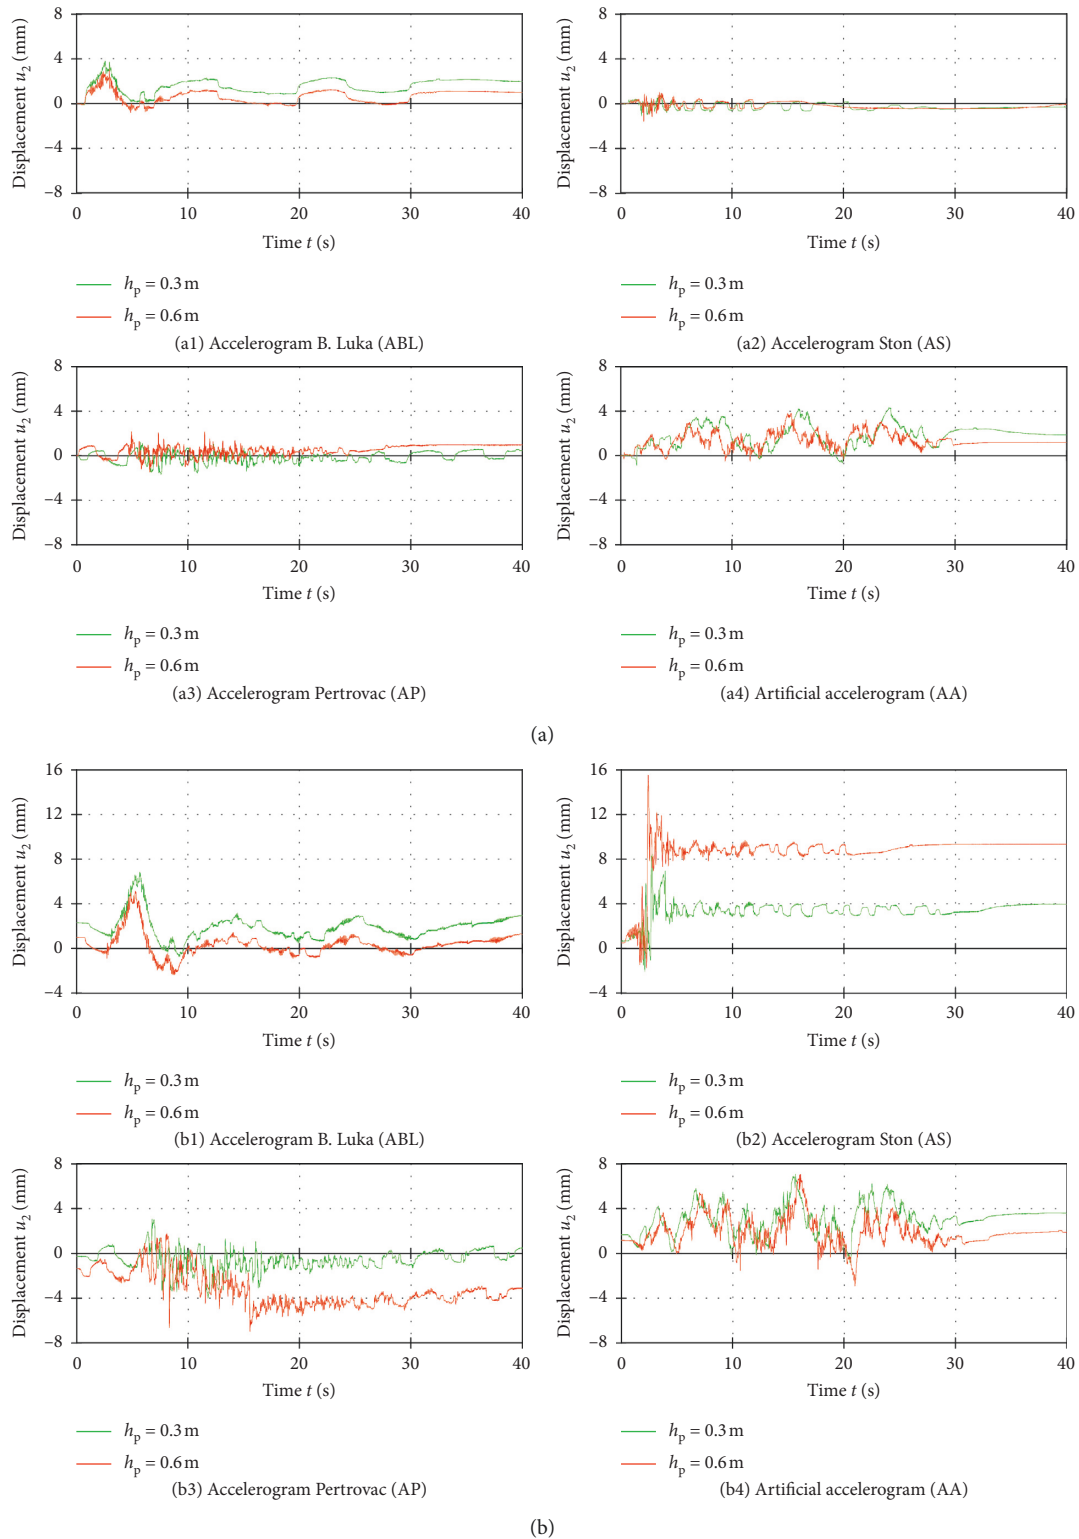 Displacement u2 (mm)
8
4
0
−4
−8
0 10 20 30 40
Time t (s)
hp = 0.3 m
hp = 0.6 m
(a1) Accelerogram B. Luka (ABL)
Displacement u2 (mm)
8
4
0
−4
−8
0 10 20 30 40
Time t (s)
hp = 0.3 m
hp = 0.6 m
(a2) Accelerogram Ston (AS)
Displacement u2 (mm)
8
4
0
−4
−8
0 10 20 30 40
Time t (s)
hp = 0.3 m
hp = 0.6 m
(a3) Accelerogram Pertrovac (AP)
Displacement u2 (mm)
8
4
0
−4
−8
0 10 20 30 40
Time t (s)
hp = 0.3 m
hp = 0.6 m
(a4) Artificial accelerogram (AA)
(a)
Displacement u2 (mm)
16
12
8
4
0
−4
0 10 20 30 40
Time t (s)
hp = 0.3 m
hp = 0.6 m
(b1) Accelerogram B. Luka (ABL)
Displacement u2 (mm)
16
12
8
4
0
−4
0 10 20 30 40
Time t (s)
hp = 0.3 m
hp = 0.6 m
(b2) Accelerogram Ston (AS)
Displacement u2 (mm)
8
4
0
−4
−8
0 10 20 30 40
Time t (s)
hp = 0.3 m
hp = 0.6 m
(b3) Accelerogram Pertrovac (AP)
Displacement u2 (mm)
8
4
0
−4
−8
0 10 20 30 40
Time t (s)
hp = 0.3 m
hp = 0.6 m
(b4) Artificial accelerogram (AA)
(b)